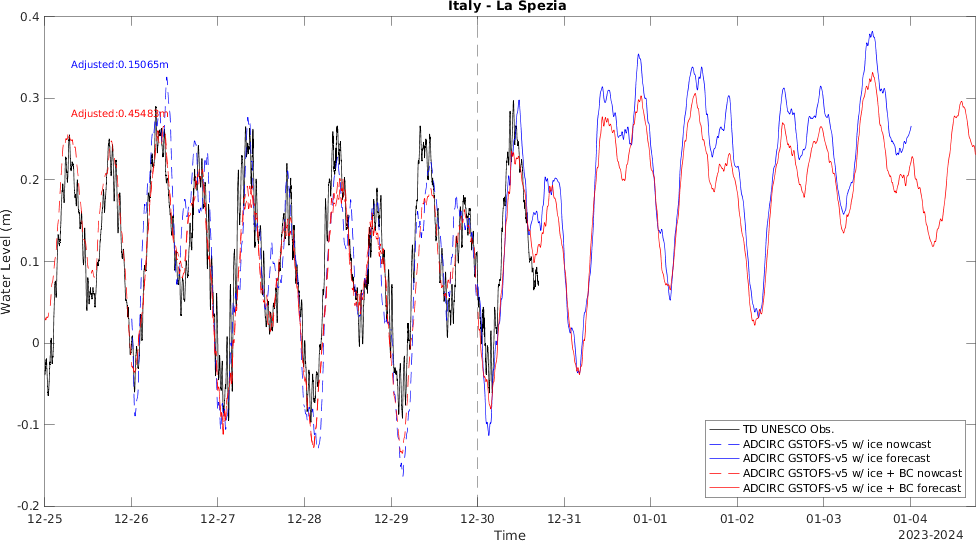 Italy - La Spezia
0.4
Adjusted:0.15065m
0.3
Adjusted:0.45483m
0.2
0.1
0
-0.1
-0.2
Water Level (m)
TD UNESCO Obs.
ADCIRC GSTOFS-v5 w/ ice nowcast
ADCIRC GSTOFS-v5 w/ ice forecast
ADCIRC GSTOFS-v5 w/ ice + BC nowcast
ADCIRC GSTOFS-v5 w/ ice + BC forecast
12-25 12-26 12-27 12-28 12-29 12-30 12-31 01-01 01-02 01-03 01-04
Time
2023-2024